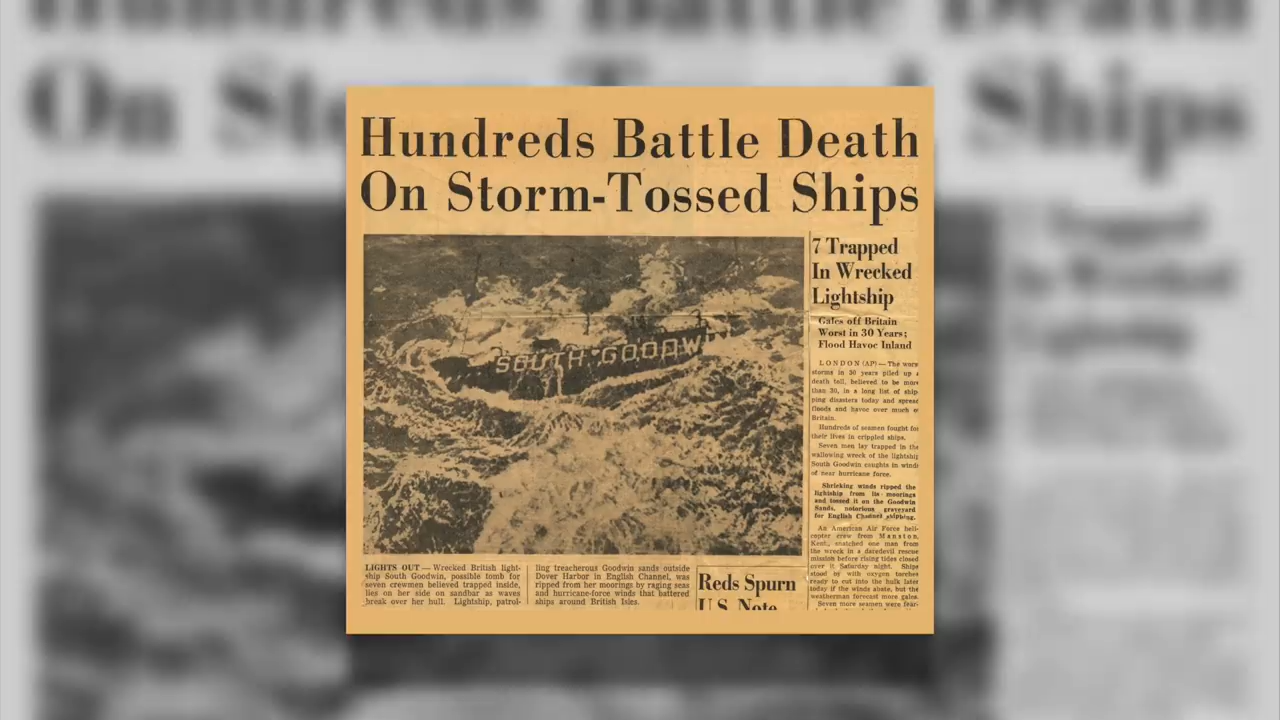 Hundreds Battle Death
On Storm-Tossed Ships
SOUTH GOODWI
7 Trapped
In Wrecked
Lightship
Gales off Britain
Worst in 30 Years;
Flood Havoc Inland
LONDON (AP) — The wors
storms in 30 years piled up a
death toll, believed to be more
than 30, in a long list of ship-
ping disasters today and spread
floods and havoc over much of
Britain.
Hundreds of seamen fought for
their lives in crippled ships.
Seven men lay trapped in the
wallowing wreck of the lightship
South Goodwin caughts in winds
of near hurricane force.
Shrieking winds ripped the
lightship from its moorings
and tossed it on the Goodwin
Sands, notorious graveyard
for English Channel shipping.
An American Air Force heli-
copter crew from Manston,
Kent, snatched one man from
the wreck in a daredevil rescue
mission before rising tides closed
over it Saturday night. Ships
stood by with oxygen torches
ready to cut into the hulk later
today if the winds abate, but the
weatherman forecast more gales.
Seven more seamen were fear-
LIGHTS OUT — Wrecked British light-
ship South Goodwin, possible tomb for
seven crewmen believed trapped inside,
lies on her side on sandbar as waves
break over her hull. Lightship, patrol-
ling treacherous Goodwin sands outside
Dover Harbor in English Channel, was
ripped from her moorings by raging seas
and hurricane-force winds that battered
ships around British Isles.
Reds Spurn
U.S. Note